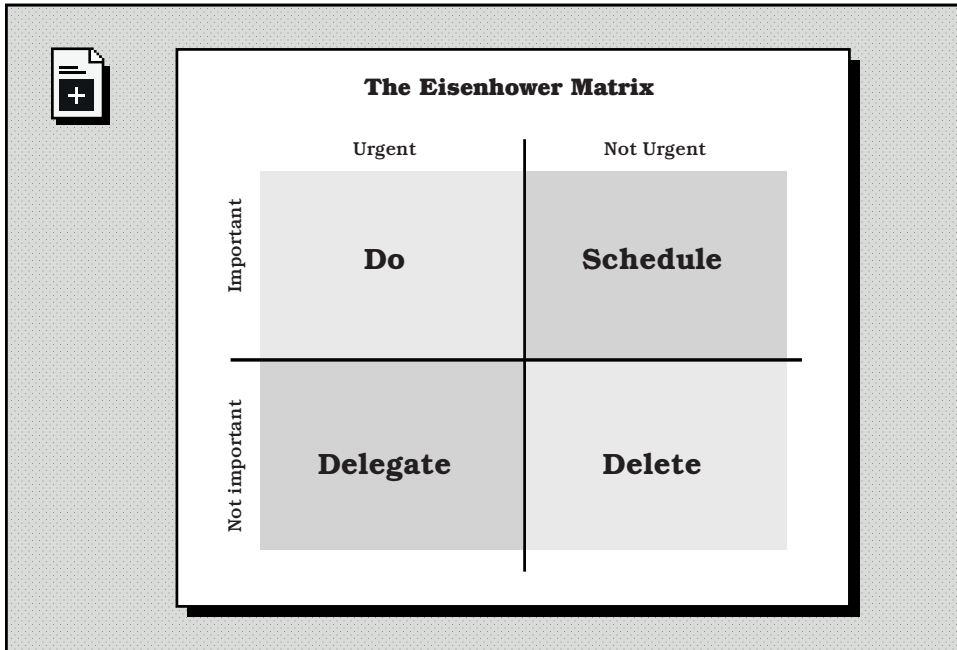 The Eisenhower Matrix
Urgent
Not Urgent
Important
Do
Schedule
Not important
Delegate
Delete